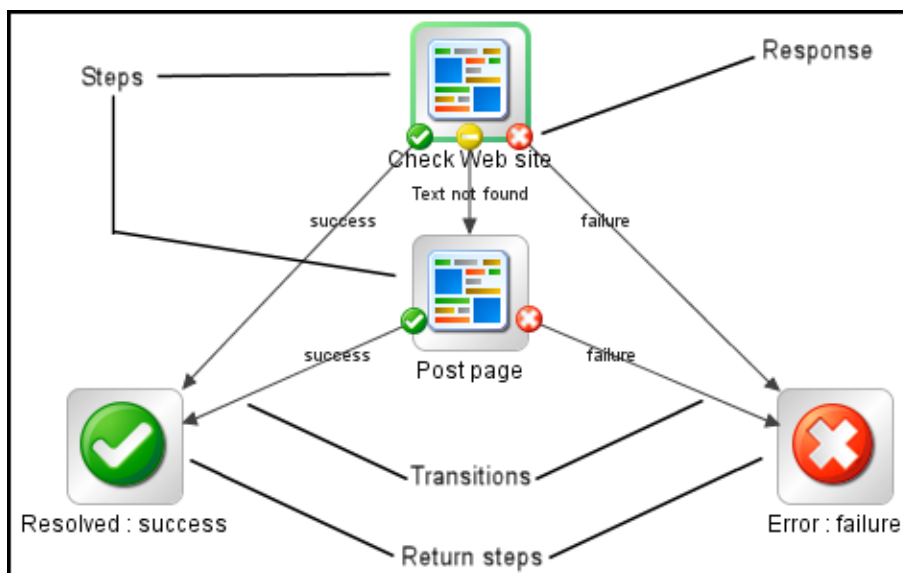 Response
Steps
Check Web site
Text not found
success
failure
success
failure
Post page
Transitions
Resolved : success
Error : failure
Return steps